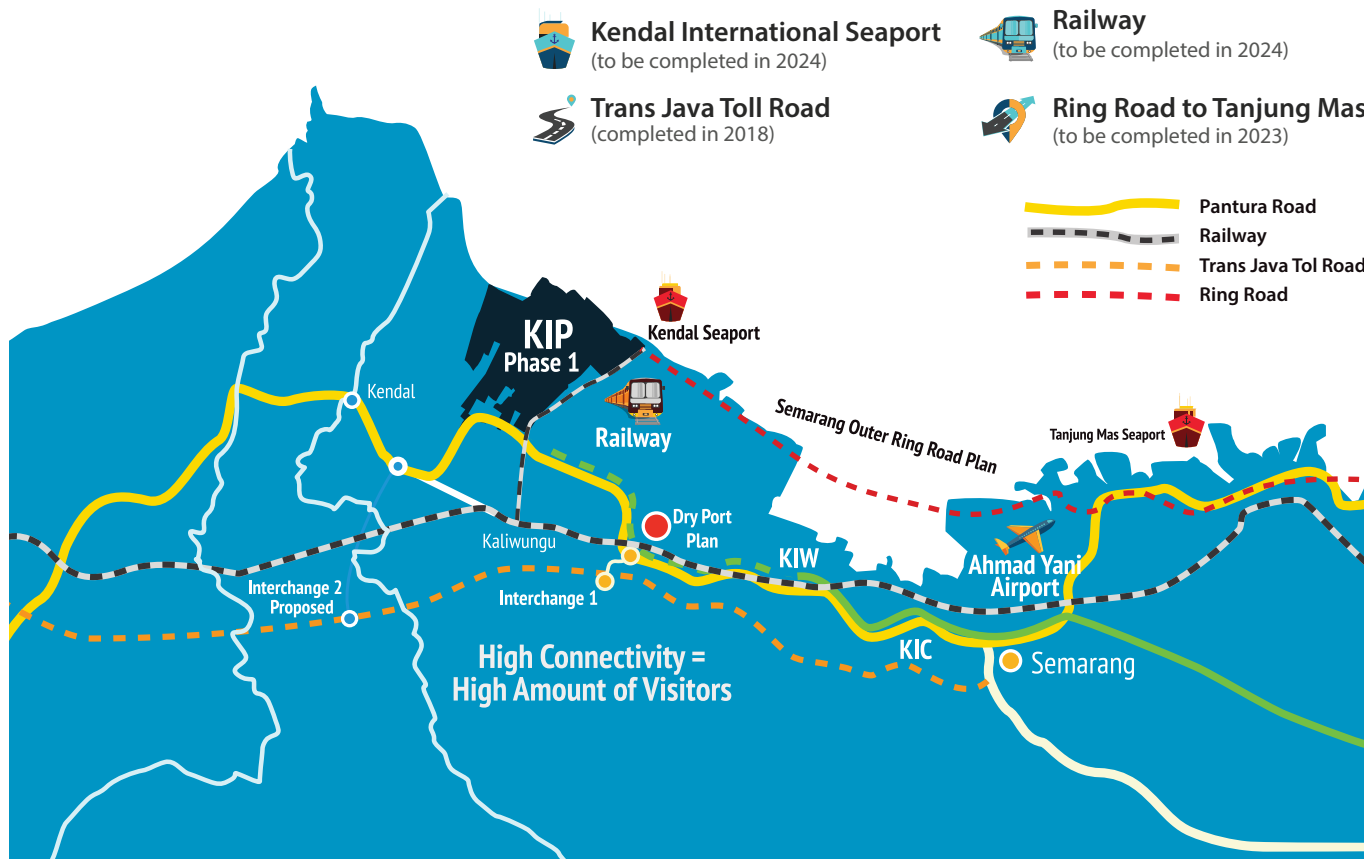 Kendal International Seaport
(to be completed in 2024)
Railway
(to be completed in 2024)
Trans Java Toll Road
(completed in 2018)
Ring Road to Tanjung Mas
(to be completed in 2023)
Pantura Road
Railway
Trans Java Tol Road
Ring Road
KIP
Phase 1
Kendal Seaport
Kendal
Railway
Semarang Outer Ring Road Plan
Tanjung Mas Seaport
Dry Port
Plan
Kaliwungu
KIW
Ahmad Yani
Airport
Interchange 2
Proposed
Interchange 1
KIC
High Connectivity =
High Amount of Visitors
Semarang